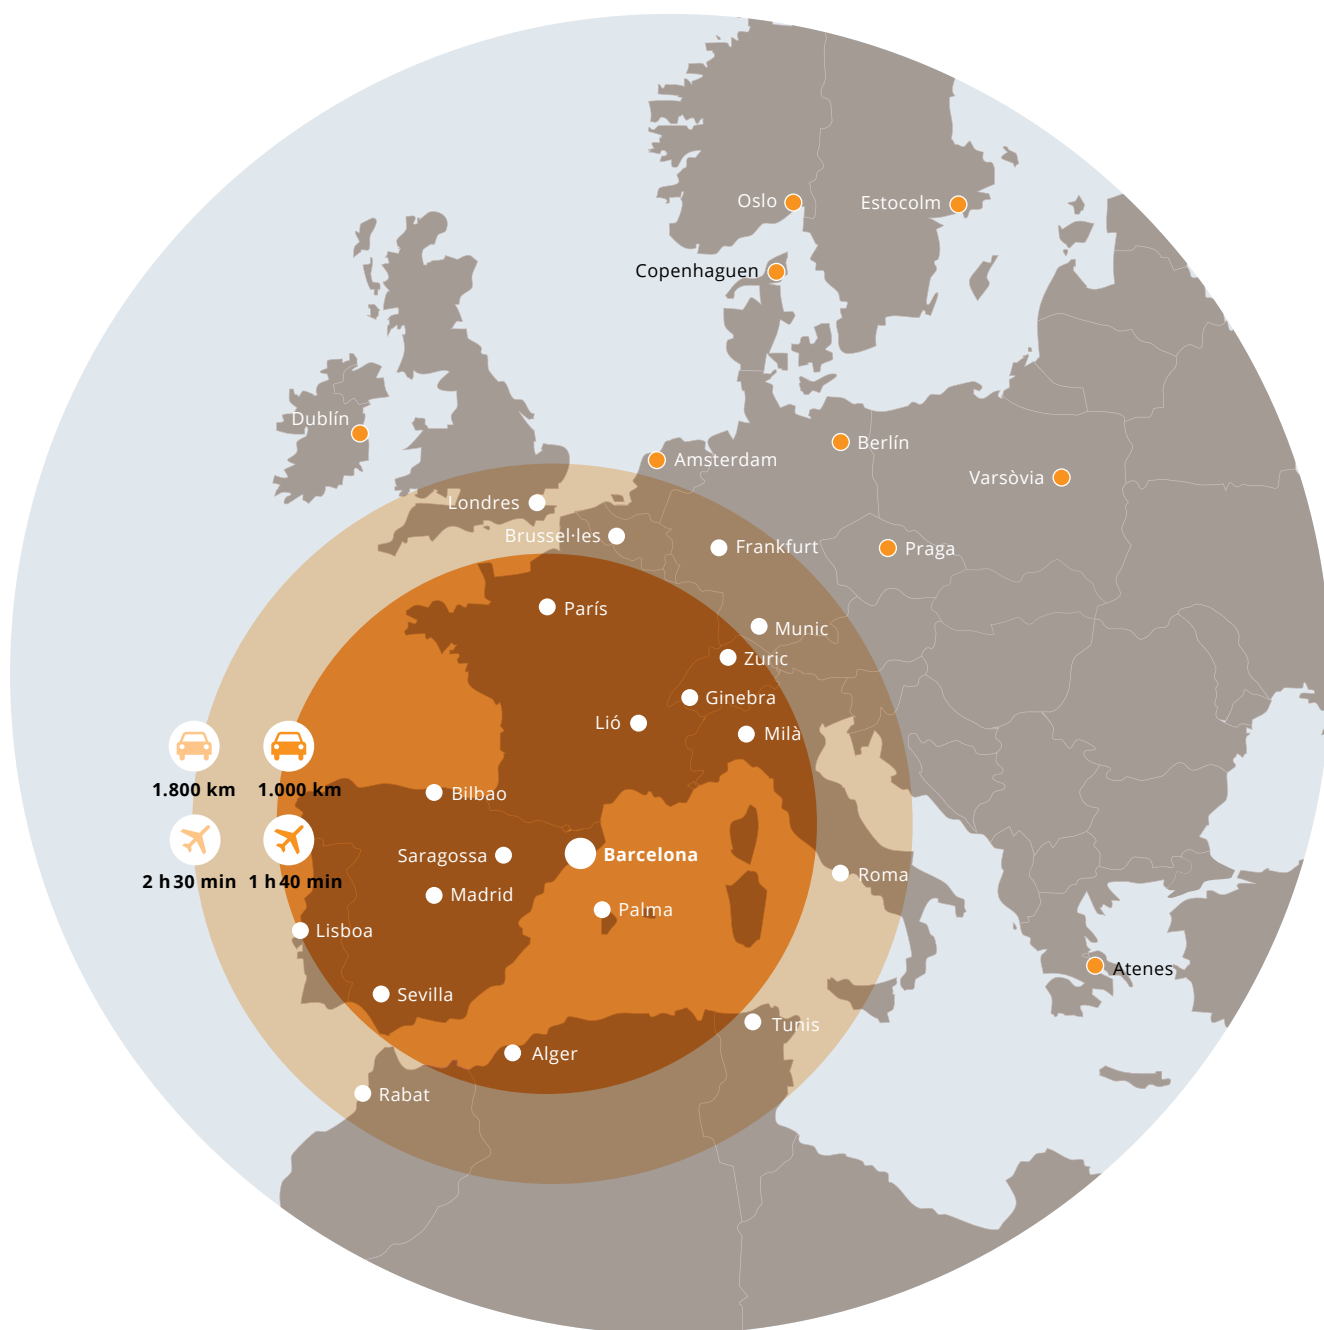 Oslo
Estocolm
Copenhaguen
Dublín
Berlín
Amsterdam
Varsòvia
Londres
Brussel·les
Frankfurt
Praga
París
Munic
Zuric
Ginebra
Lió
Milà
1.800 km
1.000 km
Bilbao
Saragossa
Barcelona
2 h 30 min
1 h 40 min
Madrid
Roma
Palma
Lisboa
Atenes
Sevilla
Tunis
Alger
Rabat